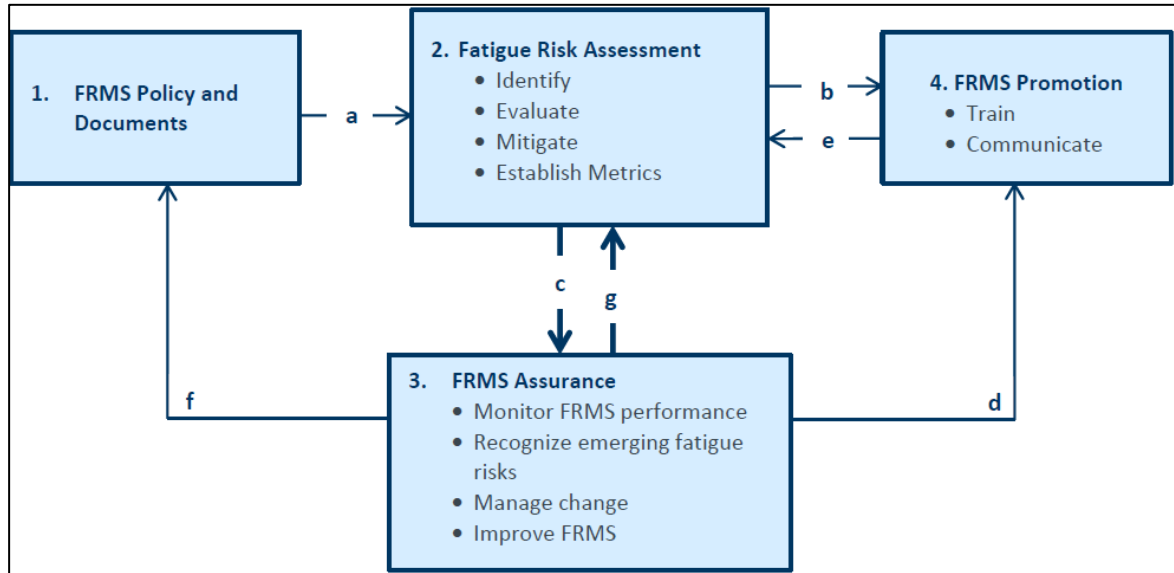 1. FRMS Policy and
Documents
a
2. Fatigue Risk Assessment
• Identify
• Evaluate
• Mitigate
• Establish Metrics
b
e
4. FRMS Promotion
• Train
• Communicate
c
g
f
3. FRMS Assurance
• Monitor FRMS performance
• Recognize emerging fatigue
risks
• Manage change
• Improve FRMS
d